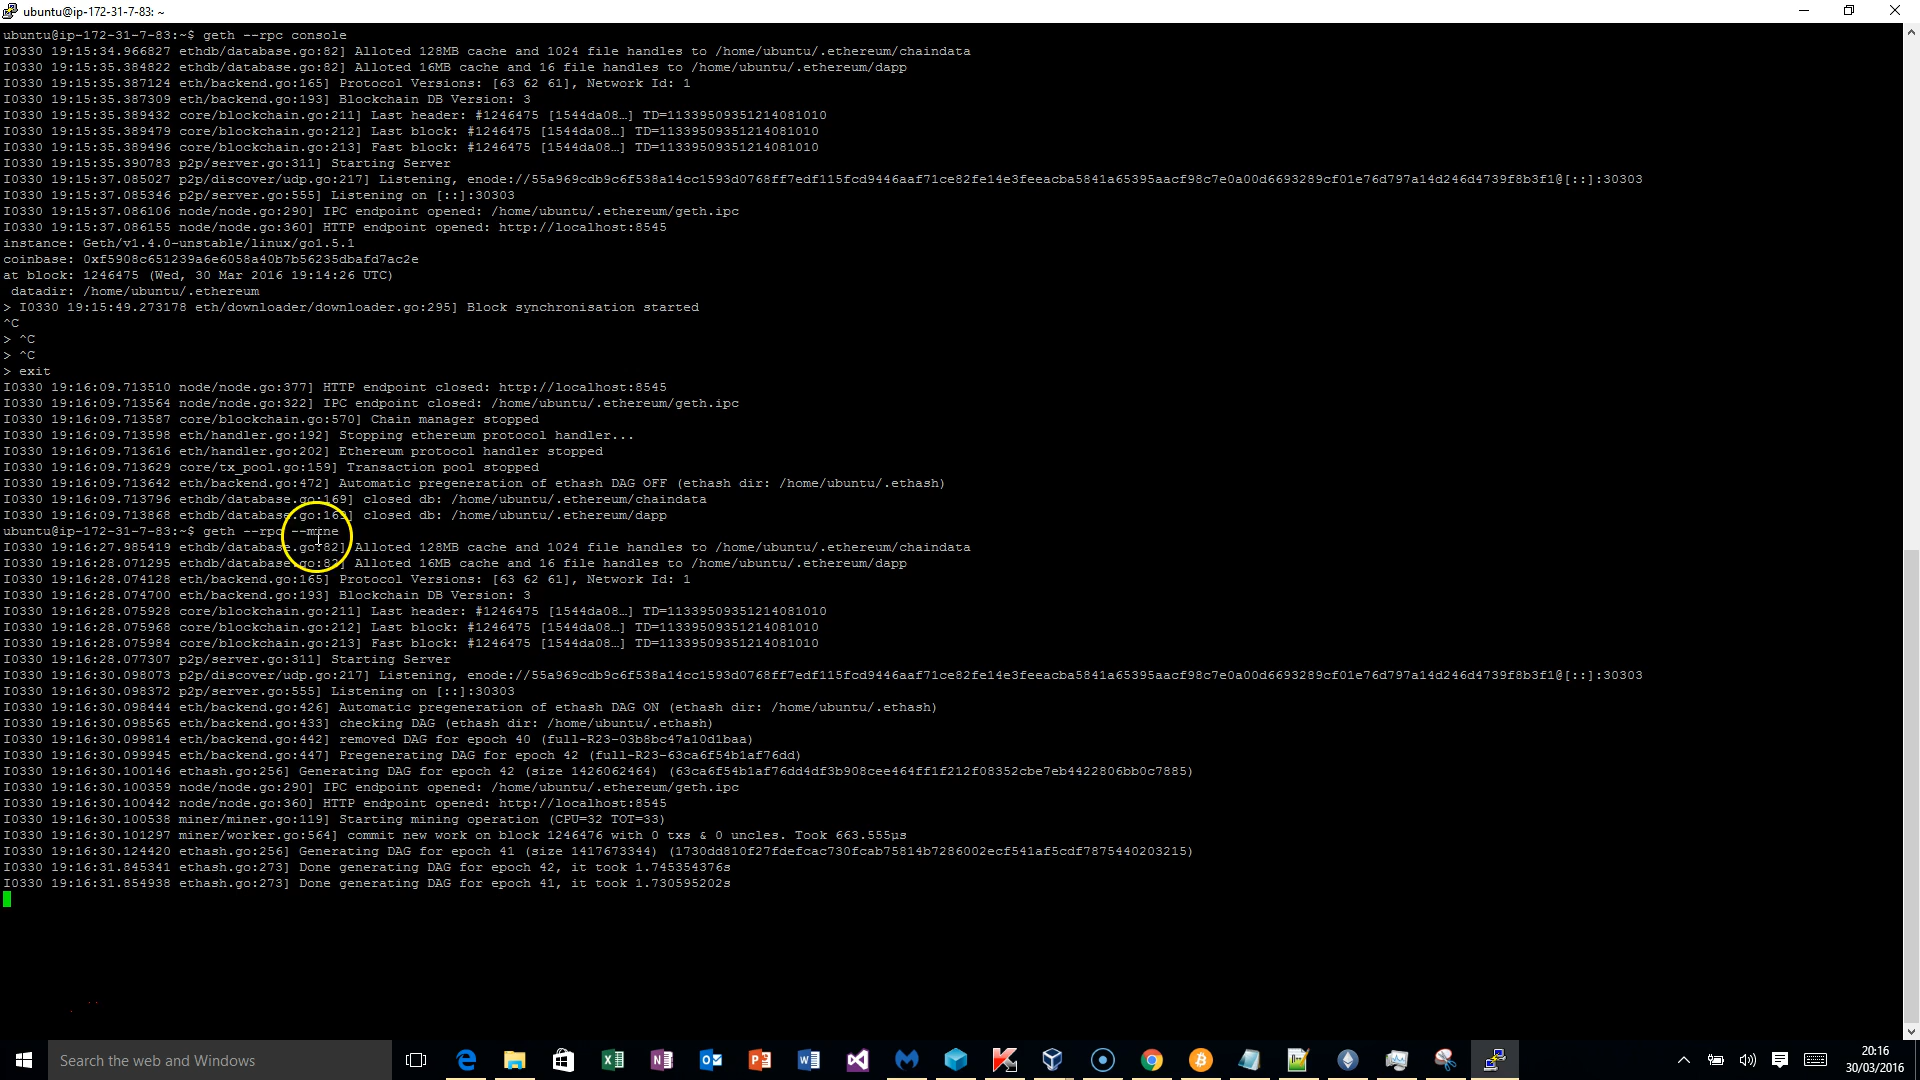 ubuntu@ip-172-31-7-83: ~
ubuntu@ip-172-31-7-83:~$ geth --rpc console
I0330 19:15:34.966827 ethdb/database.go:82] Alloted 128MB cache and 1024 file handles to /home/ubuntu/.ethereum/chaindata
I0330 19:15:35.384822 ethdb/database.go:82] Alloted 16MB cache and 16 file handles to /home/ubuntu/.ethereum/dapp
I0330 19:15:35.387124 eth/backend.go:165] Protocol Versions: [63 62 61], Network Id: 1
I0330 19:15:35.387309 eth/backend.go:193] Blockchain DB Version: 3
I0330 19:15:35.389432 core/blockchain.go:211] Last header: #1246475 [1544da08…] TD=11339509351214081010
I0330 19:15:35.389479 core/blockchain.go:212] Last block: #1246475 [1544da08…] TD=11339509351214081010
I0330 19:15:35.389496 core/blockchain.go:213] Fast block: #1246475 [1544da08…] TD=11339509351214081010
I0330 19:15:35.390783 p2p/server.go:311] Starting Server
I0330 19:15:37.085027 p2p/discover/udp.go:217] Listening, enode://55a969cdb9c6f538a14cc1593d0768ff7edf115fcd9446aaf71ce82fe14e3feeacba5841a65395aacf98c7e0a00d6693289cf01e76d797a14d246d4739f8b3f1@[::]:30303
I0330 19:15:37.085346 p2p/server.go:555] Listening on [::]:30303
I0330 19:15:37.086106 node/node.go:290] IPC endpoint opened: /home/ubuntu/.ethereum/geth.ipc
I0330 19:15:37.086155 node/node.go:360] HTTP endpoint opened: http://localhost:8545
instance: Geth/v1.4.0-unstable/linux/go1.5.1
coinbase: 0xf5908c651239a6e6058a40b7b56235dbafd7ac2e
at block: 1246475 (Wed, 30 Mar 2016 19:14:26 UTC)
datadir: /home/ubuntu/.ethereum
> I0330 19:15:49.273178 eth/downloader/downloader.go:295] Block synchronisation started
^C
> ^C
> ^C
> exit
I0330 19:16:09.713510 node/node.go:377] HTTP endpoint closed: http://localhost:8545
I0330 19:16:09.713564 node/node.go:322] IPC endpoint closed: /home/ubuntu/.ethereum/geth.ipc
I0330 19:16:09.713587 core/blockchain.go:570] Chain manager stopped
I0330 19:16:09.713598 eth/handler.go:192] Stopping ethereum protocol handler...
I0330 19:16:09.713616 eth/handler.go:202] Ethereum protocol handler stopped
I0330 19:16:09.713629 core/tx_pool.go:159] Transaction pool stopped
I0330 19:16:09.713642 eth/backend.go:472] Automatic pregeneration of ethash DAG OFF (ethash dir: /home/ubuntu/.ethash)
I0330 19:16:09.713796 ethdb/database.go:169] closed db: /home/ubuntu/.ethereum/chaindata
I0330 19:16:09.713868 ethdb/database.go:169] closed db: /home/ubuntu/.ethereum/dapp
ubuntu@ip-172-31-7-83:~$ geth --rpc --mine
I0330 19:16:27.985419 ethdb/database.go:82] Alloted 128MB cache and 1024 file handles to /home/ubuntu/.ethereum/chaindata
I0330 19:16:28.071295 ethdb/database.go:82] Alloted 16MB cache and 16 file handles to /home/ubuntu/.ethereum/dapp
I0330 19:16:28.074128 eth/backend.go:165] Protocol Versions: [63 62 61], Network Id: 1
I0330 19:16:28.074700 eth/backend.go:193] Blockchain DB Version: 3
I0330 19:16:28.075928 core/blockchain.go:211] Last header: #1246475 [1544da08…] TD=11339509351214081010
I0330 19:16:28.075968 core/blockchain.go:212] Last block: #1246475 [1544da08…] TD=11339509351214081010
I0330 19:16:28.075984 core/blockchain.go:213] Fast block: #1246475 [1544da08…] TD=11339509351214081010
I0330 19:16:28.077307 p2p/server.go:311] Starting Server
I0330 19:16:30.098073 p2p/discover/udp.go:217] Listening, enode://55a969cdb9c6f538a14cc1593d0768ff7edf115fcd9446aaf71ce82fe14e3feeacba5841a65395aacf98c7e0a00d6693289cf01e76d797a14d246d4739f8b3f1@[::]:30303
I0330 19:16:30.098372 p2p/server.go:555] Listening on [::]:30303
I0330 19:16:30.098444 eth/backend.go:426] Automatic pregeneration of ethash DAG ON (ethash dir: /home/ubuntu/.ethash)
I0330 19:16:30.098565 eth/backend.go:433] checking DAG (ethash dir: /home/ubuntu/.ethash)
I0330 19:16:30.099814 eth/backend.go:442] removed DAG for epoch 40 (full-R23-03b8bc47a10d1baa)
I0330 19:16:30.099945 eth/backend.go:447] Pregenerating DAG for epoch 42 (full-R23-63ca6f54b1af76dd)
I0330 19:16:30.100146 ethash.go:256] Generating DAG for epoch 42 (size 1426062464) (63ca6f54b1af76dd4df3b908cee464ff1f212f08352cbe7eb4422806bb0c7885)
I0330 19:16:30.100359 node/node.go:290] IPC endpoint opened: /home/ubuntu/.ethereum/geth.ipc
I0330 19:16:30.100442 node/node.go:360] HTTP endpoint opened: http://localhost:8545
I0330 19:16:30.100538 miner/miner.go:119] Starting mining operation (CPU=32 TOT=33)
I0330 19:16:30.101297 miner/worker.go:564] commit new work on block 1246476 with 0 txs & 0 uncles. Took 663.555µs
I0330 19:16:30.124420 ethash.go:256] Generating DAG for epoch 41 (size 1417673344) (1730dd810f27fdefcac730fcab75814b7286002ecf541af5cdf7875440203215)
I0330 19:16:31.845341 ethash.go:273] Done generating DAG for epoch 42, it took 1.745354376s
I0330 19:16:31.854938 ethash.go:273] Done generating DAG for epoch 41, it took 1.730595202s
Search the web and Windows
20:16
30/03/2016